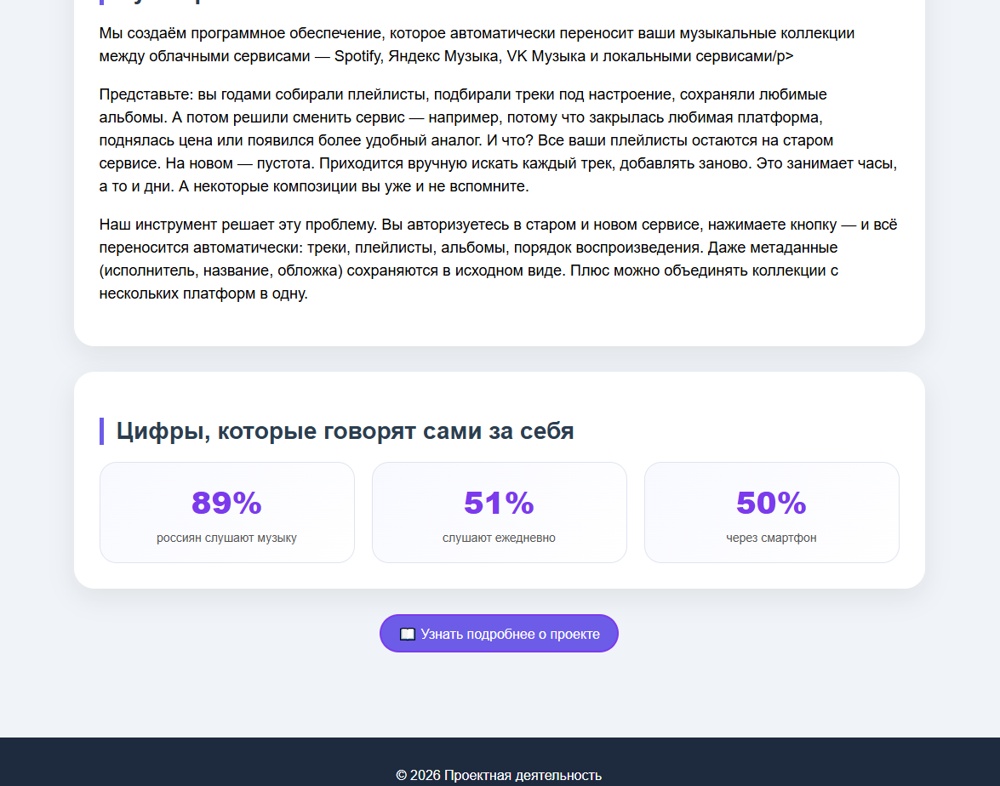 Мы создаём программное обеспечение, которое автоматически переносит ваши музыкальные коллекции
между облачными сервисами — Spotify, Яндекс Музыка, VK Музыка и локальными сервисами/p>
Представьте: вы годами собирали плейлисты, подбирали треки под настроение, сохраняли любимые
альбомы. А потом решили сменить сервис — например, потому что закрылась любимая платформа,
поднялась цена или появился более удобный аналог. И что? Все ваши плейлисты остаются на старом
сервисе. На новом — пустота. Приходится вручную искать каждый трек, добавлять заново. Это занимает часы,
а то и дни. А некоторые композиции вы уже и не вспомните.
Наш инструмент решает эту проблему. Вы авторизуетесь в старом и новом сервисе, нажимаете кнопку — и всё
переносится автоматически: треки, плейлисты, альбомы, порядок воспроизведения. Даже метаданные
(исполнитель, название, обложка) сохраняются в исходном виде. Плюс можно объединять коллекции с
нескольких платформ в одну.
Цифры, которые говорят сами за себя
89%
россиян слушают музыку
51%
слушают ежедневно
50%
через смартфон
Узнать подробнее о проекте
© 2026 Проектная деятельность